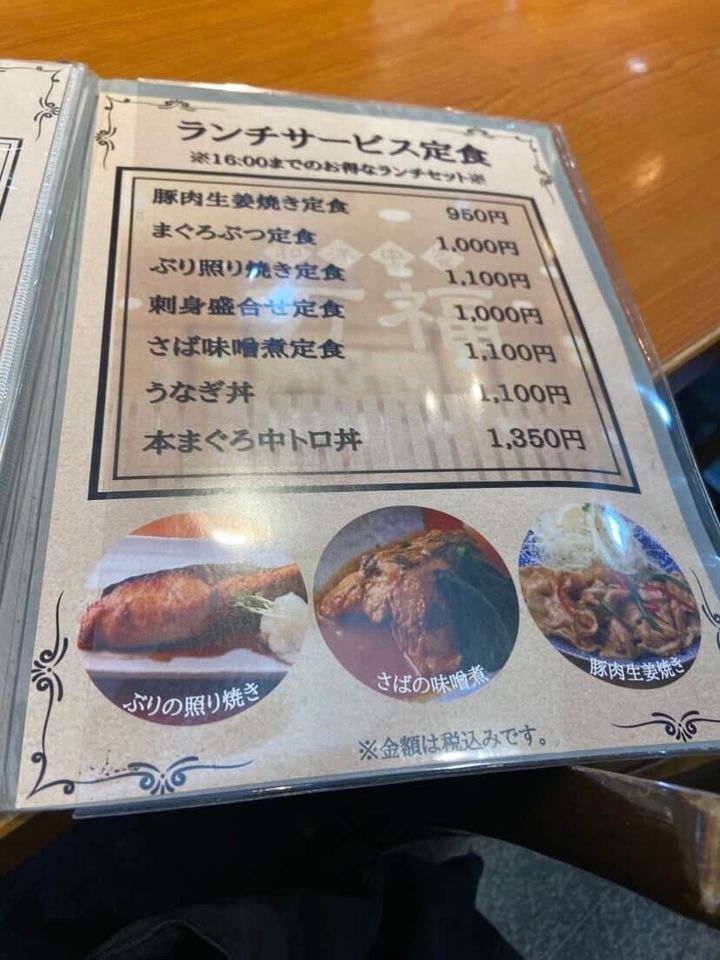 ランチサービス定食
※16:00までのお得なランチセット※
豚肉生姜焼き定食 950円
まぐろぶつ定食 1,000円
ぶり照り焼き定食 1,100円
刺身盛合せ定食 1,000円
さば味噌煮定食 1,100円
うなぎ丼 1,100円
本まぐろ中トロ丼 1,350円
ぶりの照り焼き
さばの味噌煮
豚肉生姜焼き
※金額は税込みです。